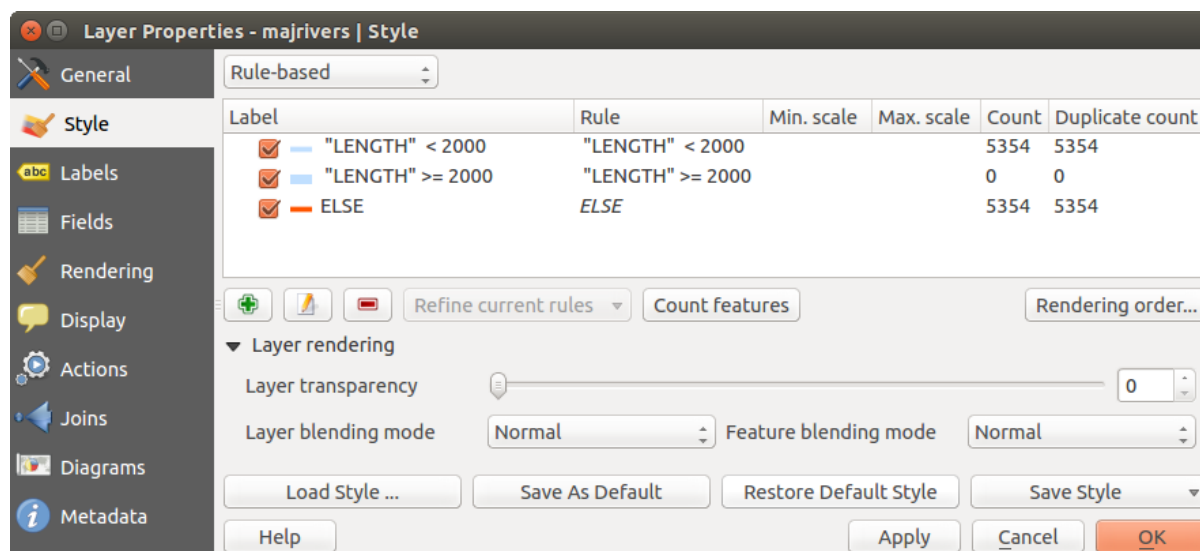 Layer Properties - majrivers | Style
General
Style
abc Labels
Fields
Rendering
Display
Actions
Joins
Diagrams
Metadata
Rule-based
Label Rule Min. scale Max. scale Count Duplicate count
"LENGTH" < 2000 "LENGTH" < 2000 5354 5354
"LENGTH" >= 2000 "LENGTH" >= 2000 0 0
ELSE ELSE 5354 5354
Refine current rules Count features Rendering order...
Layer rendering
Layer transparency 0
Layer blending mode Normal Feature blending mode Normal
Load Style ... Save As Default Restore Default Style Save Style
Help Apply Cancel OK